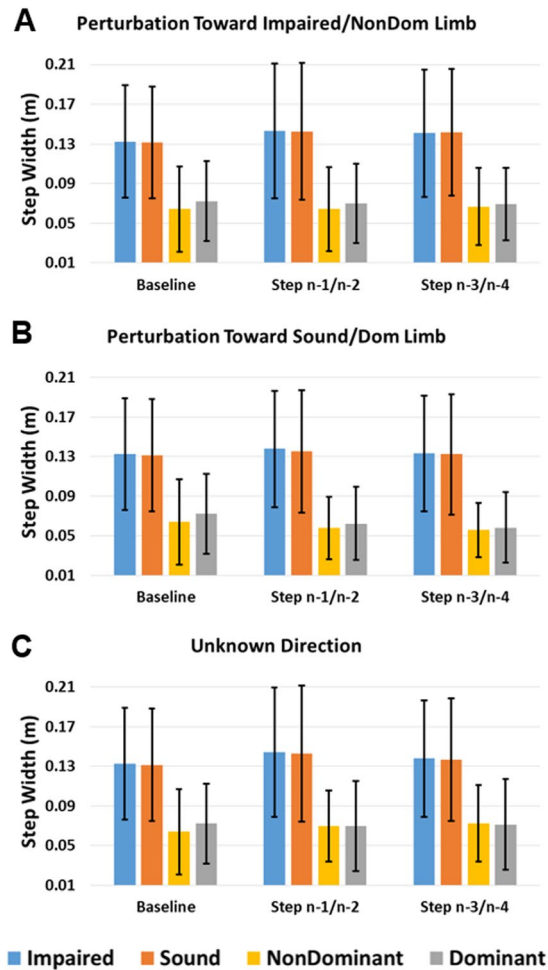 A
Perturbation Toward Impaired/NonDom Limb
Step Width (m)
0.21
0.17
0.13
0.09
0.05
0.01
Baseline Step n-1/n-2 Step n-3/n-4
B
Perturbation Toward Sound/Dom Limb
Step Width (m)
0.21
0.17
0.13
0.09
0.05
0.01
Baseline Step n-1/n-2 Step n-3/n-4
C
Unknown Direction
Step Width (m)
0.21
0.17
0.13
0.09
0.05
0.01
Baseline Step n-1/n-2 Step n-3/n-4
Impaired Sound NonDominant Dominant